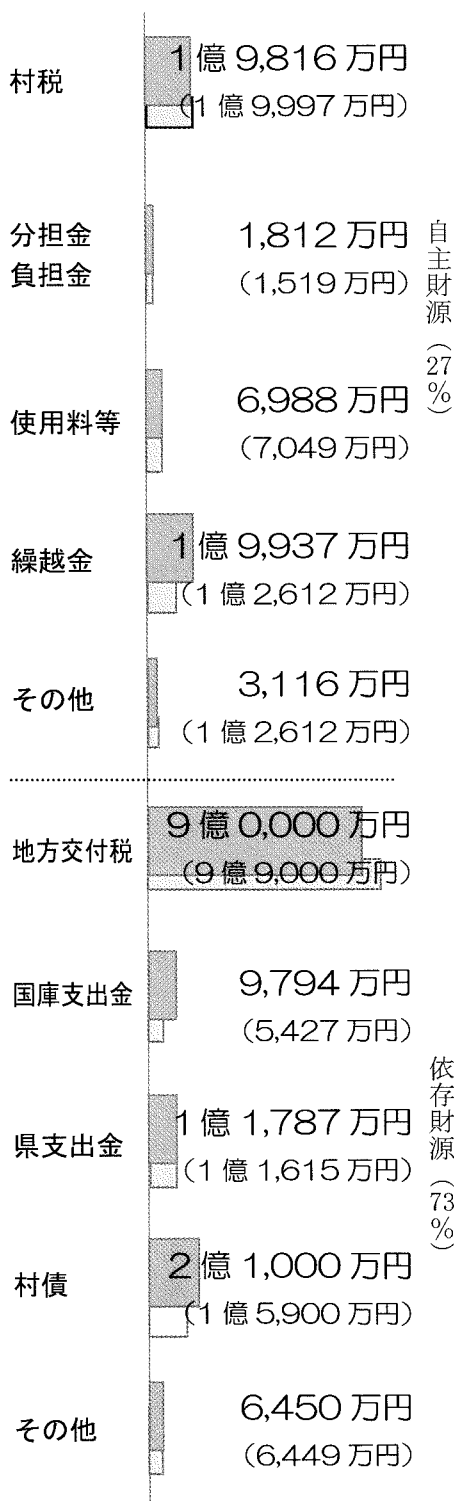 村税
1億 9,816 万円
(1億 9,997 万円)
分担金
負担金
1,812 万円
(1,519 万円)
使用料等
6,988 万円
(7,049 万円)
繰越金
1億 9,937 万円
(1億 2,612 万円)
その他
3,116 万円
(1億 2,612 万円)
自主財源(27%)
地方交付税
9億 0,000 万円
(9億 9,000 万円)
国庫支出金
9,794 万円
(5,427 万円)
県支出金
1億 1,787 万円
(1億 1,615 万円)
村債
2億 1,000 万円
(1億 5,900 万円)
その他
6,450 万円
(6,449 万円)
依存財源(73%)